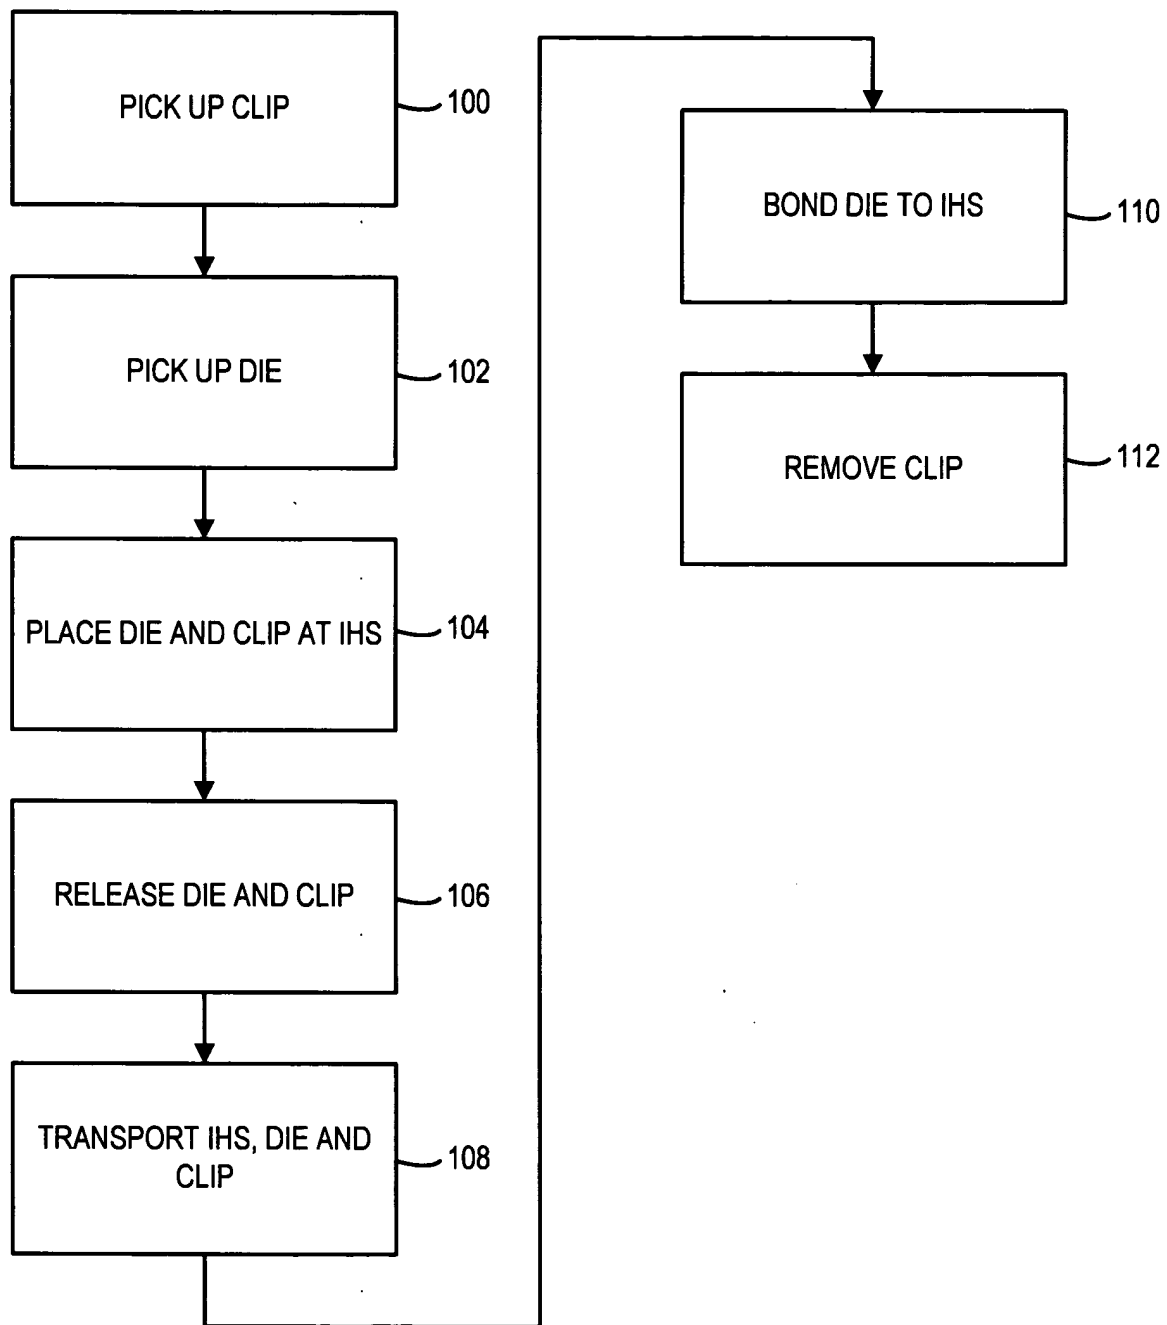 PICK UP CLIP
100
PICK UP DIE
102
PLACE DIE AND CLIP AT IHS
104
RELEASE DIE AND CLIP
106
TRANSPORT IHS, DIE AND
CLIP
108
BOND DIE TO IHS
110
REMOVE CLIP
112